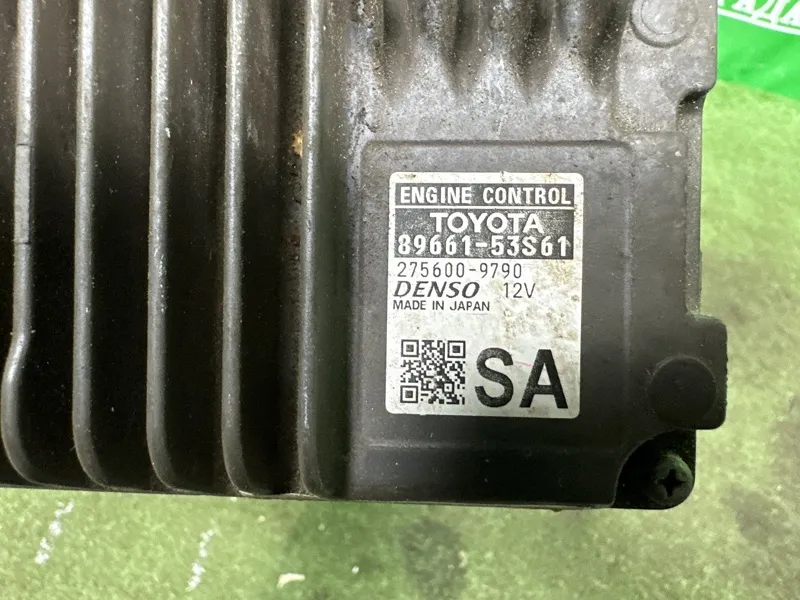 ENGINE CONTROL
TOYOTA
89661-53S61
275600-9790
DENSO 12V
MADE IN JAPAN
SA